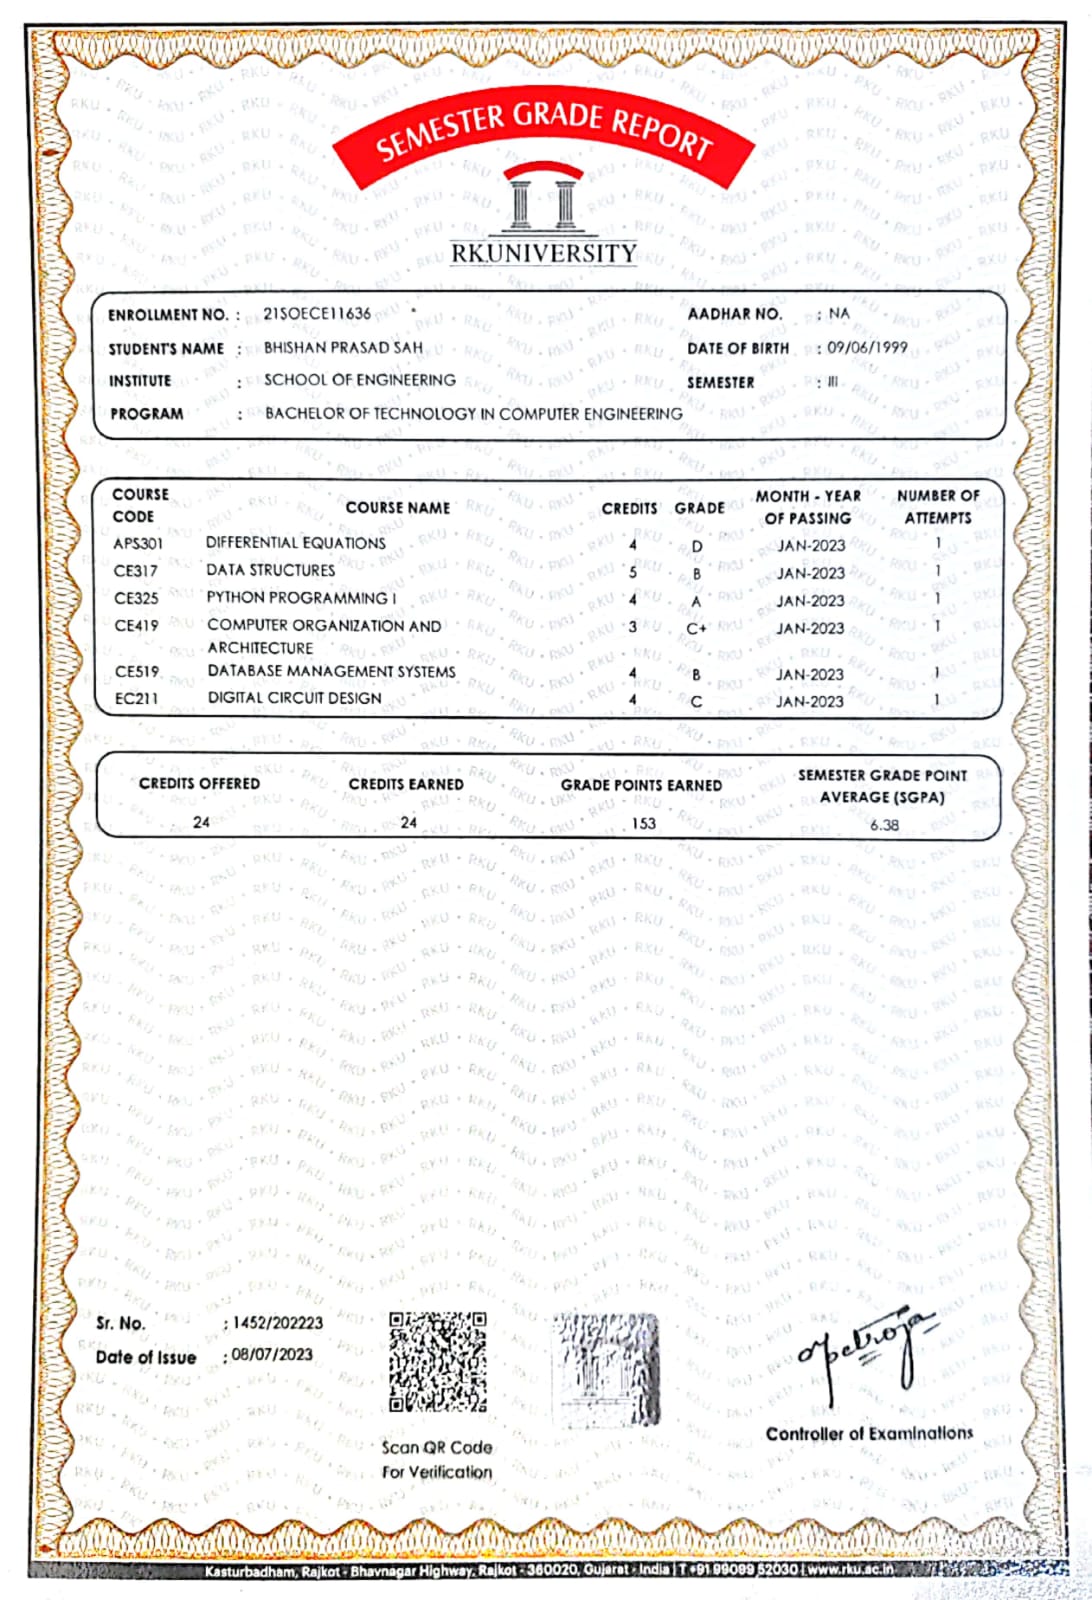 SEMESTER GRADE REPORT
RK.UNIVERSITY
ENROLLMENT NO. : 21SOECE11636 AADHAR NO. : NA
STUDENT'S NAME : BHISHAN PRASAD SAH DATE OF BIRTH : 09/06/1999
INSTITUTE : SCHOOL OF ENGINEERING SEMESTER : III
PROGRAM : BACHELOR OF TECHNOLOGY IN COMPUTER ENGINEERING
COURSE CODE COURSE NAME CREDITS GRADE MONTH - YEAR OF PASSING NUMBER OF ATTEMPTS
APS301 DIFFERENTIAL EQUATIONS 4 D JAN-2023 1
CE317 DATA STRUCTURES 5 B JAN-2023 1
CE325 PYTHON PROGRAMMING I 4 A JAN-2023 1
CE419 COMPUTER ORGANIZATION AND 3 C+ JAN-2023 1
ARCHITECTURE
CE519 DATABASE MANAGEMENT SYSTEMS 4 B JAN-2023 1
EC211 DIGITAL CIRCUIT DESIGN 4 C JAN-2023 1
CREDITS OFFERED CREDITS EARNED GRADE POINTS EARNED SEMESTER GRADE POINT AVERAGE (SGPA)
24 24 153 6.38
Sr. No. : 1452/202223
Date of Issue : 08/07/2023
Scan QR Code
For Verification
Controller of Examinations
Kasturbadham, Rajkot - Bhavnagar Highway, Rajkot - 360020, Gujarat - India | T +91 99099 52030 | www.rku.ac.in